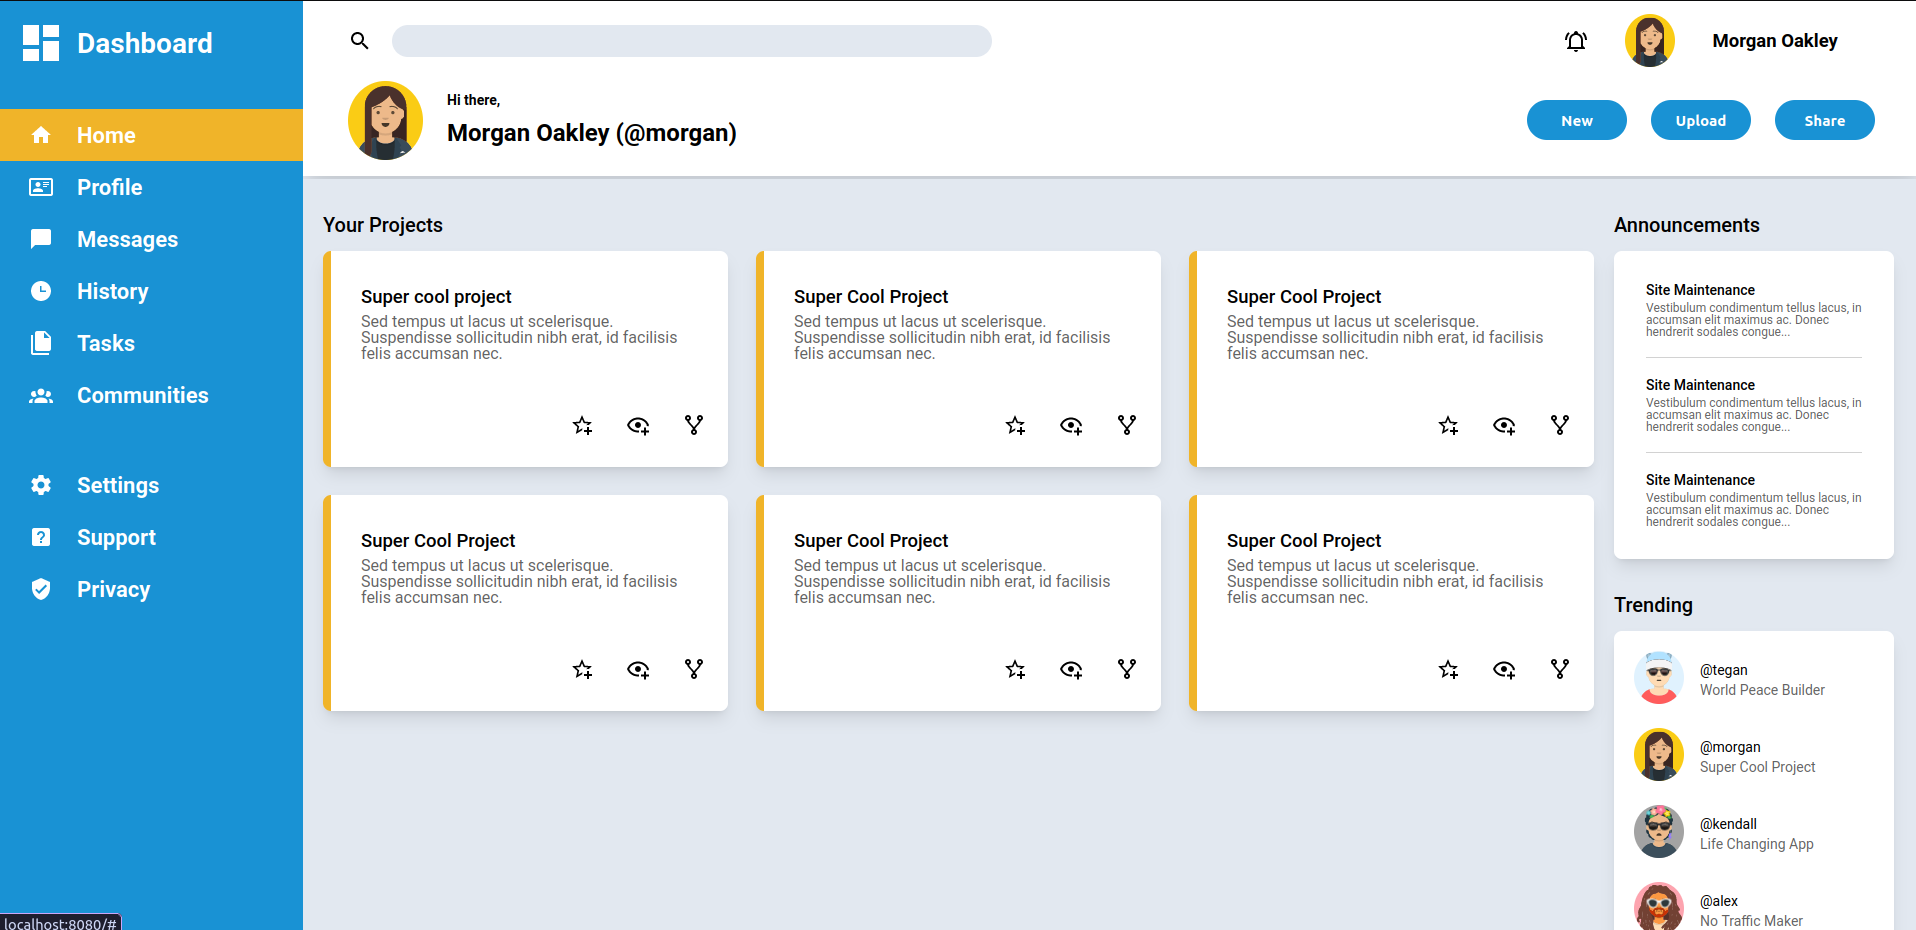 Dashboard
Home
Profile
Messages
History
Tasks
Communities
Settings
Support
Privacy
localhost:8080/#
Morgan Oakley
Hi there,
Morgan Oakley (@morgan)
New
Upload
Share
Your Projects
Super cool project
Sed tempus ut lacus ut scelerisque.
Suspendisse sollicitudin nibh erat, id facilisis
felis accumsan nec.
Super Cool Project
Sed tempus ut lacus ut scelerisque.
Suspendisse sollicitudin nibh erat, id facilisis
felis accumsan nec.
Super Cool Project
Sed tempus ut lacus ut scelerisque.
Suspendisse sollicitudin nibh erat, id facilisis
felis accumsan nec.
Super Cool Project
Sed tempus ut lacus ut scelerisque.
Suspendisse sollicitudin nibh erat, id facilisis
felis accumsan nec.
Super Cool Project
Sed tempus ut lacus ut scelerisque.
Suspendisse sollicitudin nibh erat, id facilisis
felis accumsan nec.
Super Cool Project
Sed tempus ut lacus ut scelerisque.
Suspendisse sollicitudin nibh erat, id facilisis
felis accumsan nec.
Announcements
Site Maintenance
Vestibulum condimentum tellus lacus, in
accumsan elit maximus ac. Donec
hendrerit sodales congue...
Site Maintenance
Vestibulum condimentum tellus lacus, in
accumsan elit maximus ac. Donec
hendrerit sodales congue...
Site Maintenance
Vestibulum condimentum tellus lacus, in
accumsan elit maximus ac. Donec
hendrerit sodales congue...
Trending
@tegan
World Peace Builder
@morgan
Super Cool Project
@kendall
Life Changing App
@alex
No Traffic Maker